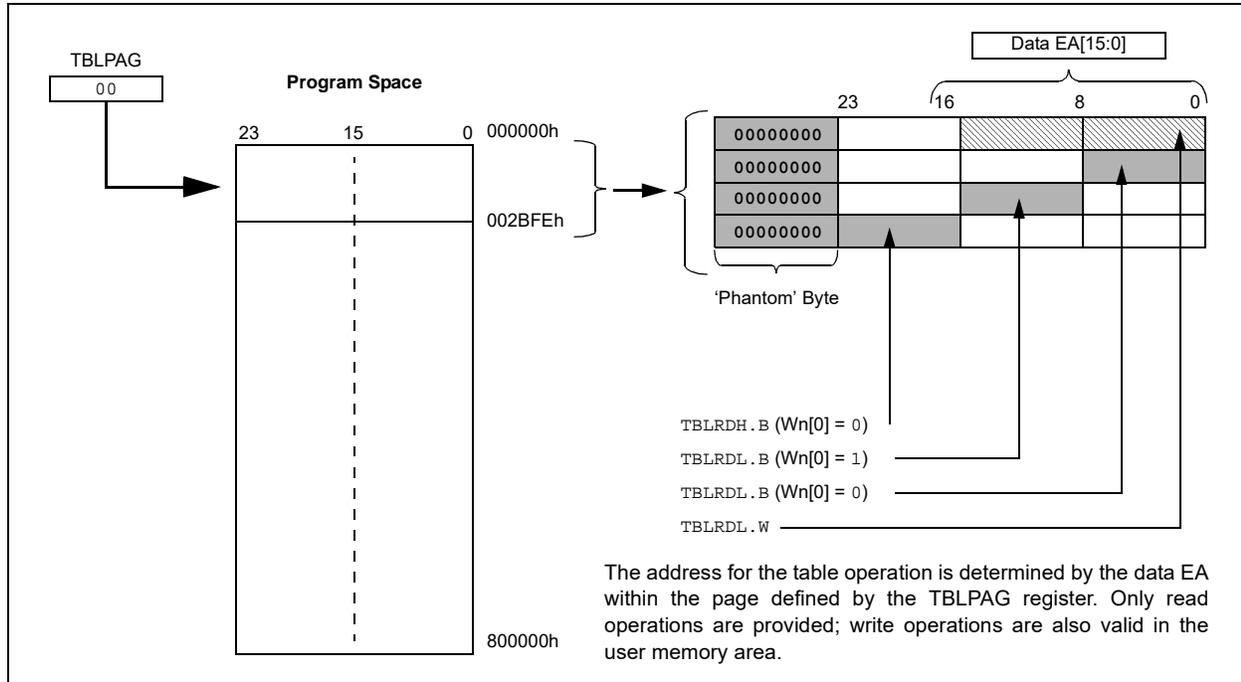 TBLPAG
00
Program Space
23 15 0
000000h
002BFEh
800000h
Data EA[15:0]
23 16 8 0
00000000
00000000
00000000
00000000
‘Phantom’ Byte
TBLRDH.B (Wn[0] = 0)
TBLRDL.B (Wn[0] = 1)
TBLRDL.B (Wn[0] = 0)
TBLRDL.W
The address for the table operation is determined by the data EA
within the page defined by the TBLPAG register. Only read
operations are provided; write operations are also valid in the
user memory area.